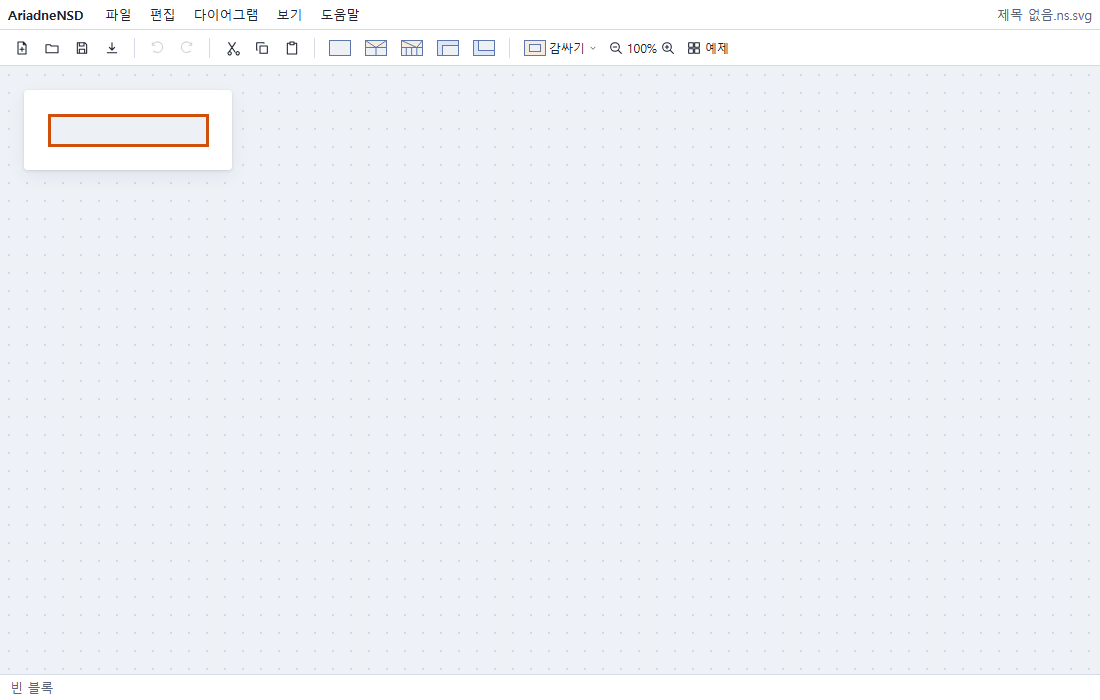 AriadneNSD 파일 편집 다이어그램 보기 도움말 제목 없음.ns.svg
감싸기 100% 예제
빈 블록